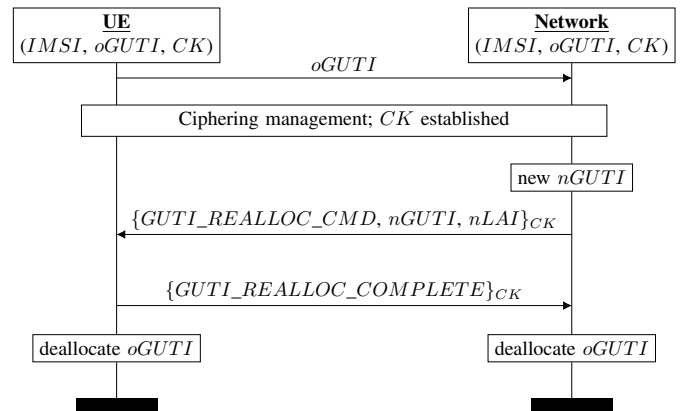 UE
(IMSI, oGUTI, CK)
Network
(IMSI, oGUTI, CK)
oGUTI
Ciphering management; CK established
new nGUTI
{GUTI_REALLOC_CMD, nGUTI, nLAI}CK
{GUTI_REALLOC_COMPLETE}CK
deallocate oGUTI
deallocate oGUTI